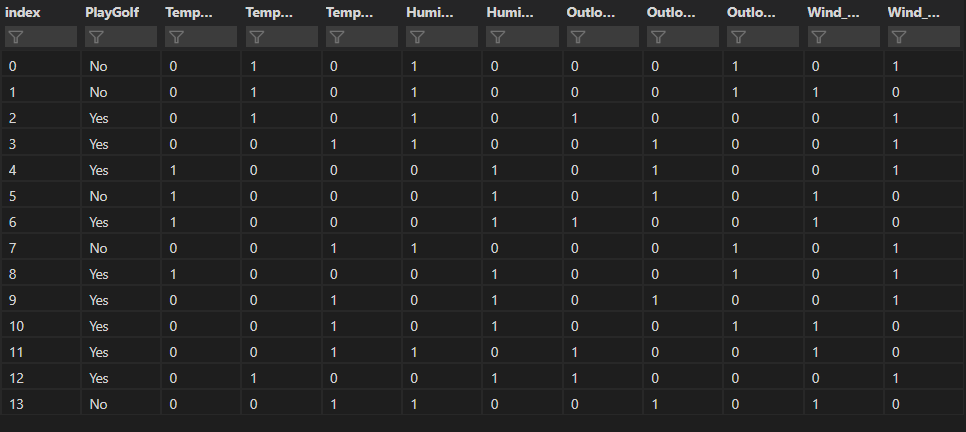 index PlayGolf Temp... Temp... Temp... Humi... Humi... Outlo... Outlo... Outlo... Wind_... Wind_...
0 No 0 1 0 1 0 0 0 1 0 1
1 No 0 1 0 1 0 0 0 1 1 0
2 Yes 0 1 0 1 0 1 0 0 0 1
3 Yes 0 0 1 1 0 0 1 0 0 1
4 Yes 1 0 0 0 1 0 1 0 0 1
5 No 1 0 0 0 1 0 1 0 1 0
6 Yes 1 0 0 0 1 1 0 0 1 0
7 No 0 0 1 1 0 0 0 1 0 1
8 Yes 1 0 0 0 1 0 0 1 0 1
9 Yes 0 0 1 0 1 0 1 0 0 1
10 Yes 0 0 1 0 1 0 0 1 1 0
11 Yes 0 0 1 1 0 1 0 0 1 0
12 Yes 0 1 0 0 1 1 0 0 0 1
13 No 0 0 1 1 0 0 1 0 1 0